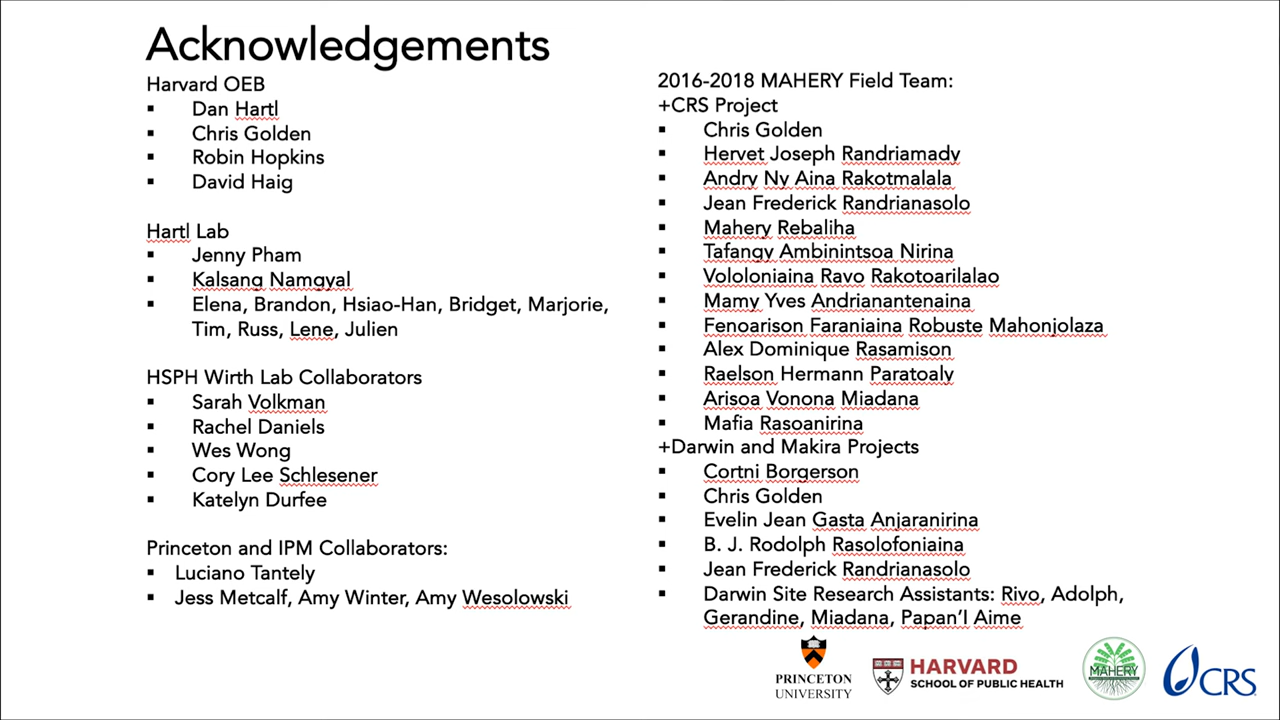 Acknowledgements
Harvard OEB
▪ Dan Hartl
▪ Chris Golden
▪ Robin Hopkins
▪ David Haig
Hartl Lab
▪ Jenny Pham
▪ Kalsang Namgyal
▪ Elena, Brandon, Hsiao-Han, Bridget, Marjorie,
Tim, Russ, Lene, Julien
HSPH Wirth Lab Collaborators
▪ Sarah Volkman
▪ Rachel Daniels
▪ Wes Wong
▪ Cory Lee Schlesener
▪ Katelyn Durfee
Princeton and IPM Collaborators:
▪ Luciano Tantely
▪ Jess Metcalf, Amy Winter, Amy Wesolowski
2016-2018 MAHERY Field Team:
+CRS Project
▪ Chris Golden
▪ Hervet Joseph Randriamady
▪ Andry Ny Aina Rakotmalala
▪ Jean Frederick Randrianasolo
▪ Mahery Rebaliha
▪ Tafangy Ambinintsoa Nirina
▪ Vololoniaina Ravo Rakotoarilalao
▪ Mamy Yves Andrianantenaina
▪ Fenoarison Faraniaina Robuste Mahonjolaza
▪ Alex Dominique Rasamison
▪ Raelson Hermann Paratoaly
▪ Arisoa Vonona Miadana
▪ Mafia Rasoanirina
+Darwin and Makira Projects
▪ Cortni Borgerson
▪ Chris Golden
▪ Evelin Jean Gasta Anjaranirina
▪ B. J. Rodolph Rasolofoniaina
▪ Jean Frederick Randrianasolo
▪ Darwin Site Research Assistants: Rivo, Adolph,
Gerandine, Miadana, Papan'I Aime
PRINCETON
UNIVERSITY
HARVARD
SCHOOL OF PUBLIC HEALTH
MAHERY
CRS